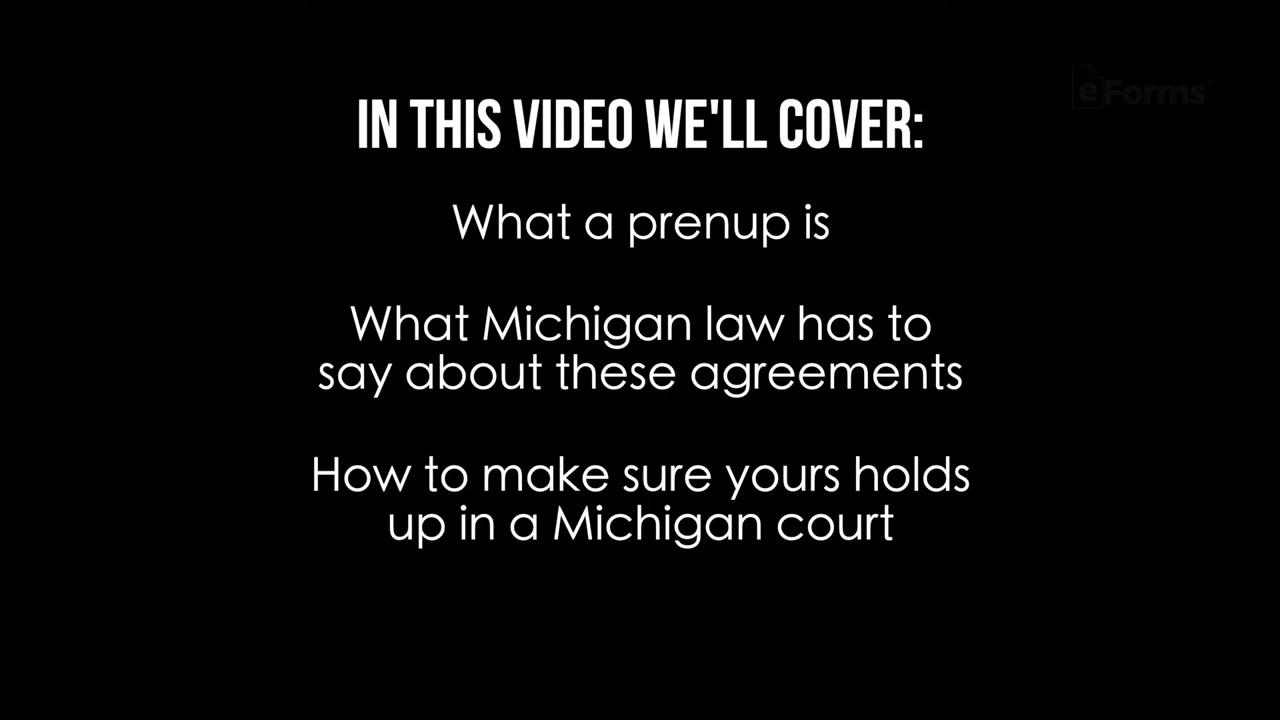 eForms
IN THIS VIDEO WE'LL COVER:
What a prenup is
What Michigan law has to
say about these agreements
How to make sure yours holds
up in a Michigan court